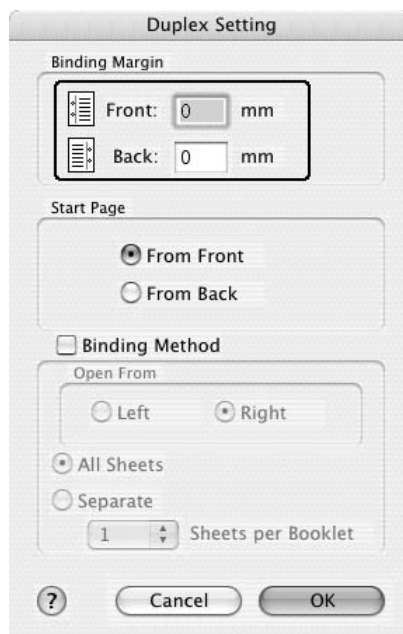 Duplex Setting
Binding Margin
Front: 0 mm
Back: 0 mm
Start Page
From Front
From Back
Binding Method
Open From
Left Right
All Sheets
Separate
1 Sheets per Booklet
? Cancel OK